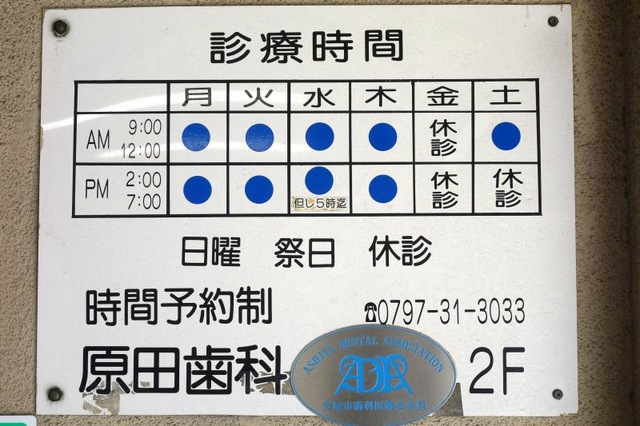 診療時間
月 火 水 木 金 土
AM 9:00 12:00 ● ● ● ● 休診 ●
PM 2:00 7:00 ● ● ● ● 休診 休診
但し5時迄
日曜 祭日 休診
時間予約制 ☎0797-31-3033
原田歯科 2F
ASHIYA DENTAL ASSOCIATION
ADA
芦屋市歯科医師会会員